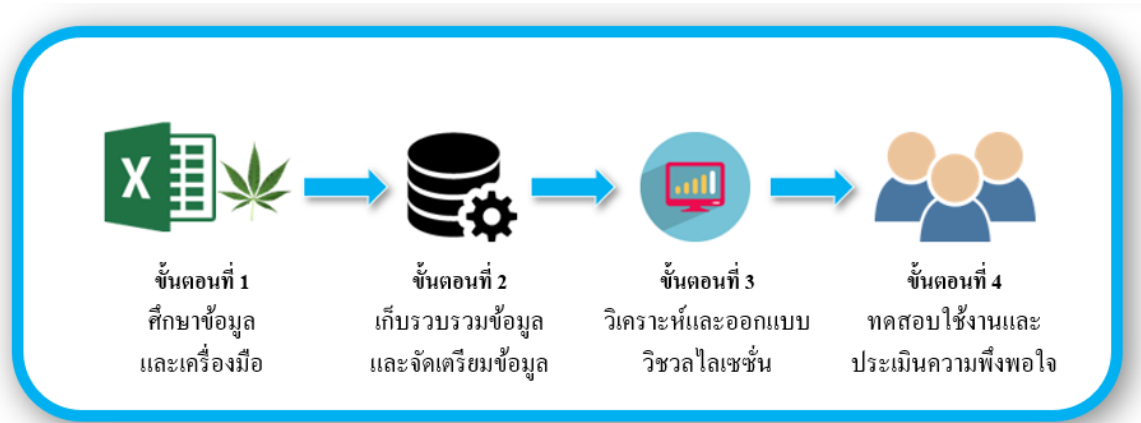 X
ขั้นตอนที่ 1
ศึกษาข้อมูล
และเครื่องมือ
ขั้นตอนที่ 2
เก็บรวบรวมข้อมูล
และจัดเตรียมข้อมูล
ขั้นตอนที่ 3
วิเคราะห์และออกแบบ
วิชวลไลเซชั่น
ขั้นตอนที่ 4
ทดสอบใช้งานและ
ประเมินความพึงพอใจ